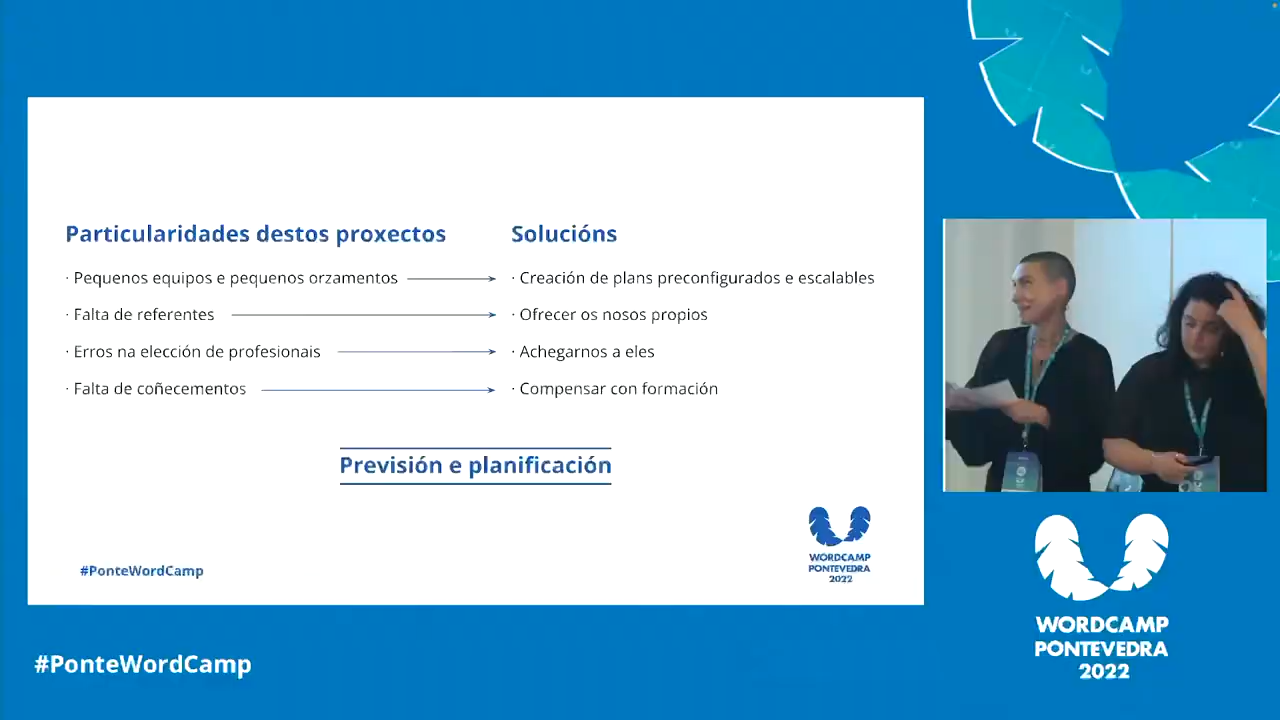 Particularidades destos proxectos
· Pequenos equipos e pequenos orzamentos
· Falta de referentes
· Erros na elección de profesionais
· Falta de coñecementos
Solucións
· Creación de plans preconfigurados e escalables
· Ofrecer os nosos propios
· Achegarnos a eles
· Compensar con formación
Previsión e planificación
#PonteWordCamp
WORDCAMP
PONTEVEDRA
2022
#PonteWordCamp
WORDCAMP
PONTEVEDRA
2022